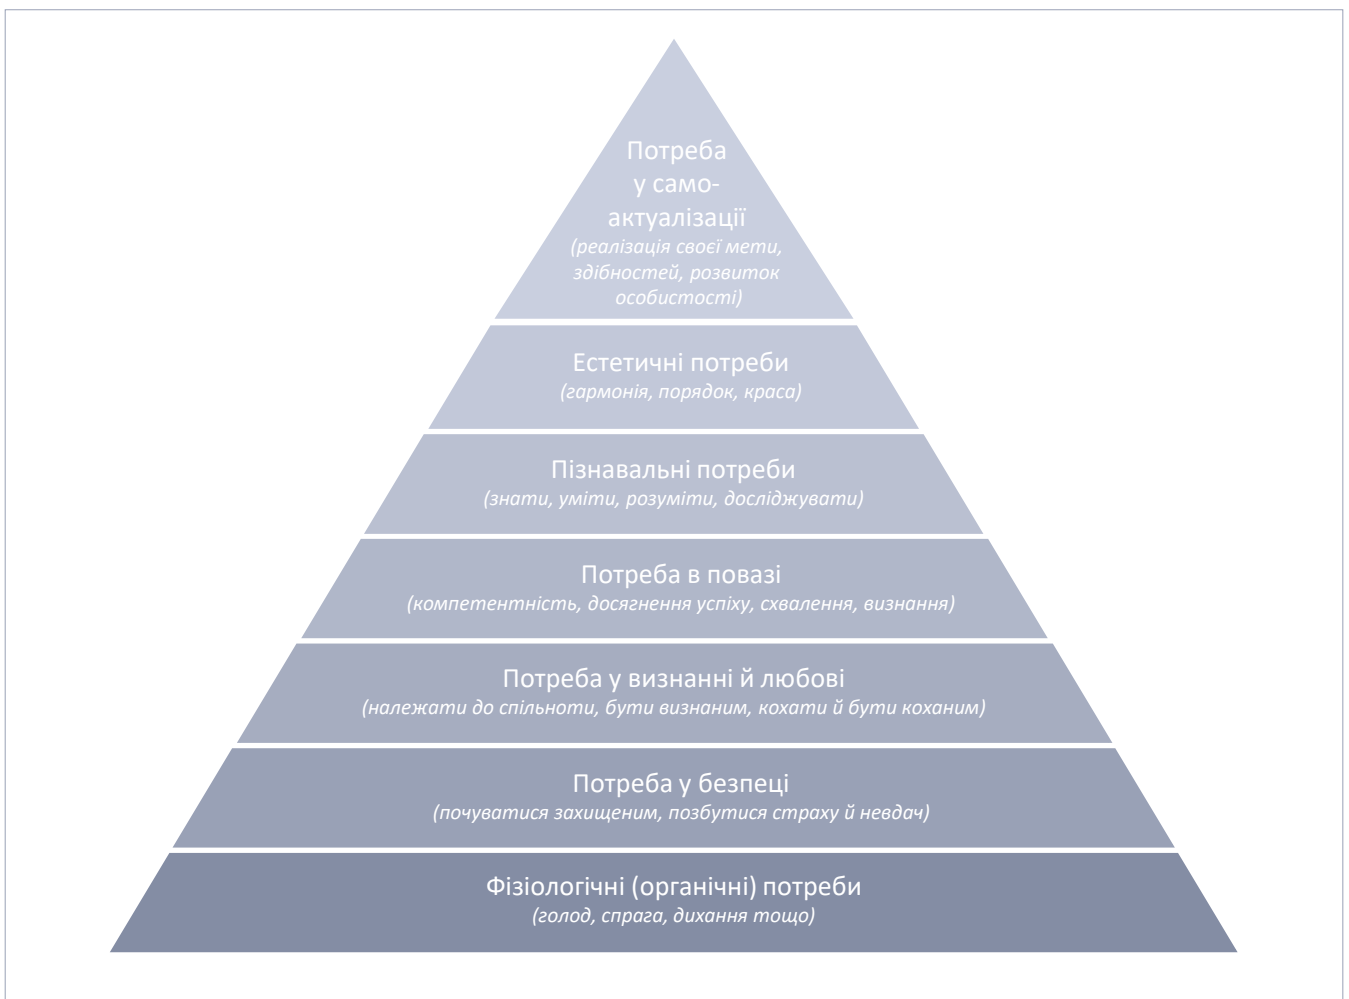 Потреба
у само-
актуалізації
(реалізація своєї мети,
здібностей, розвиток
особистості)
Естетичні потреби
(гармонія, порядок, краса)
Пізнавальні потреби
(знати, уміти, розуміти, досліджувати)
Потреба в повазі
(компетентність, досягнення успіху, схвалення, визнання)
Потреба у визнанні й любові
(належати до спільноти, бути визнаним, кохати й бути коханим)
Потреба у безпеці
(почуватися захищеним, позбутися страху й невдач)
Фізіологічні (органічні) потреби
(голод, спрага, дихання тощо)